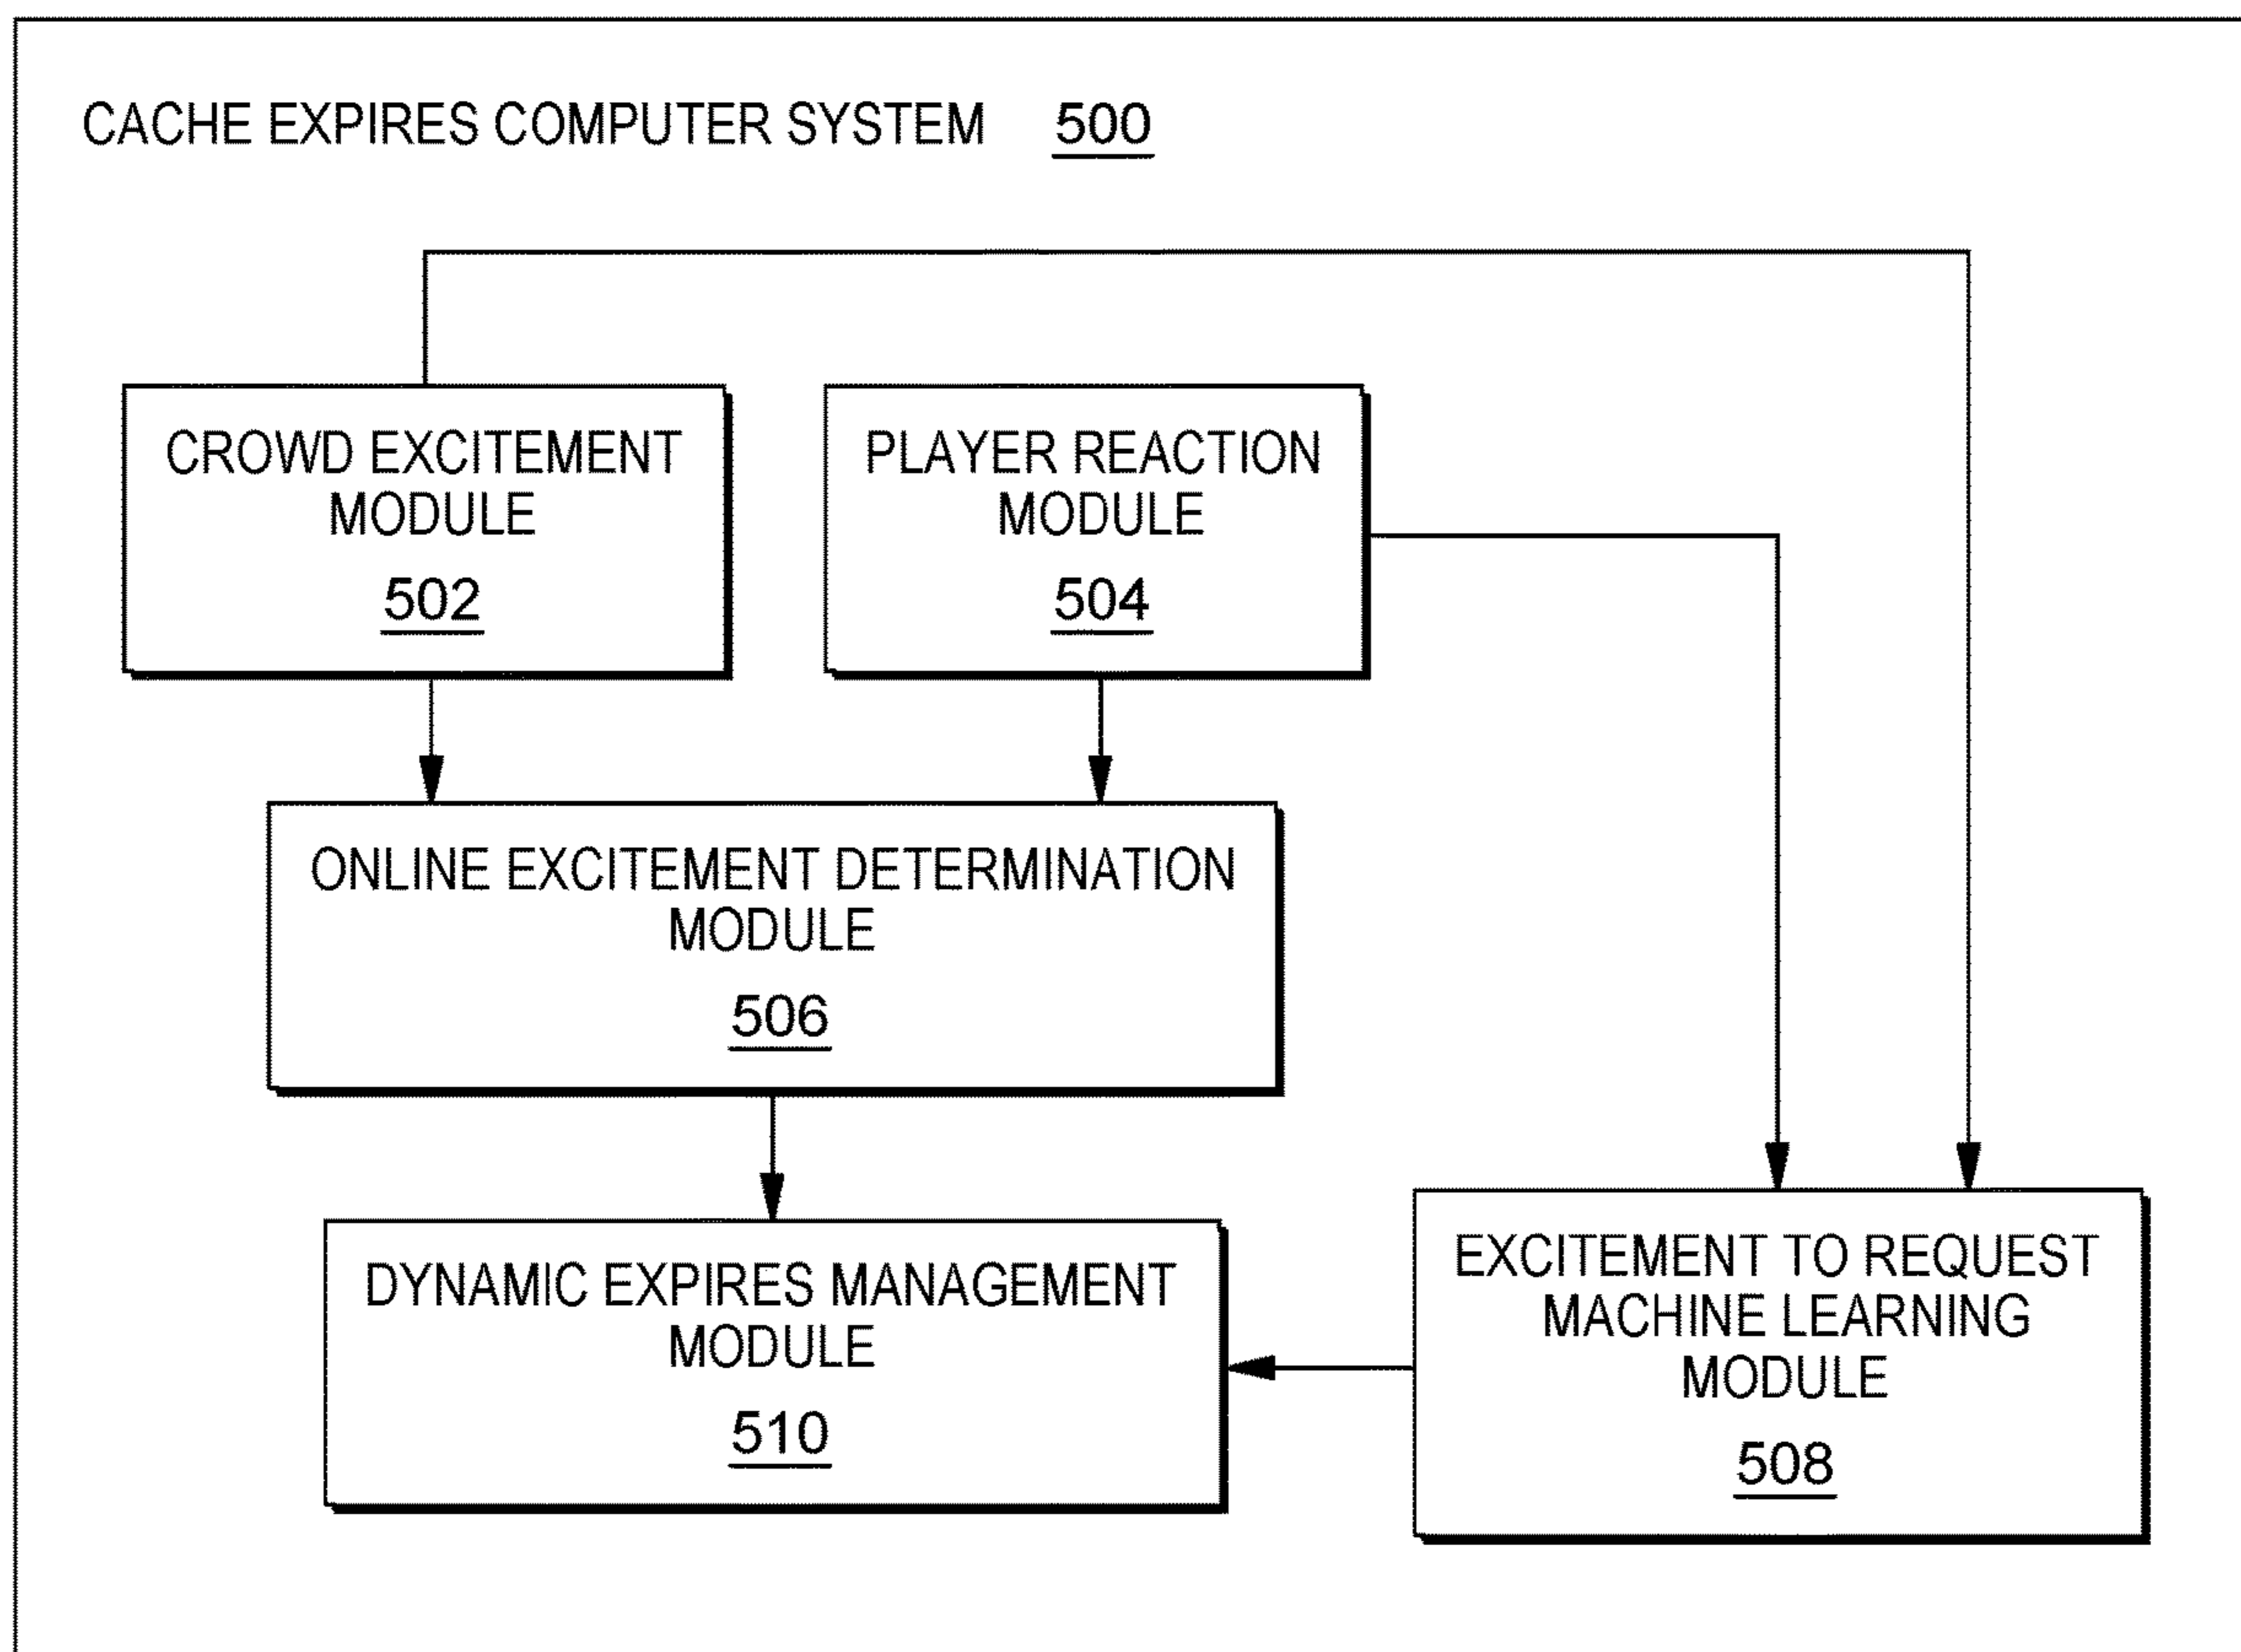 CACHE EXPIRES COMPUTER SYSTEM 500
CROWD EXCITEMENT
MODULE
502
PLAYER REACTION
MODULE
504
ONLINE EXCITEMENT DETERMINATION
MODULE
506
DYNAMIC EXPIRES MANAGEMENT
MODULE
510
EXCITEMENT TO REQUEST
MACHINE LEARNING
MODULE
508